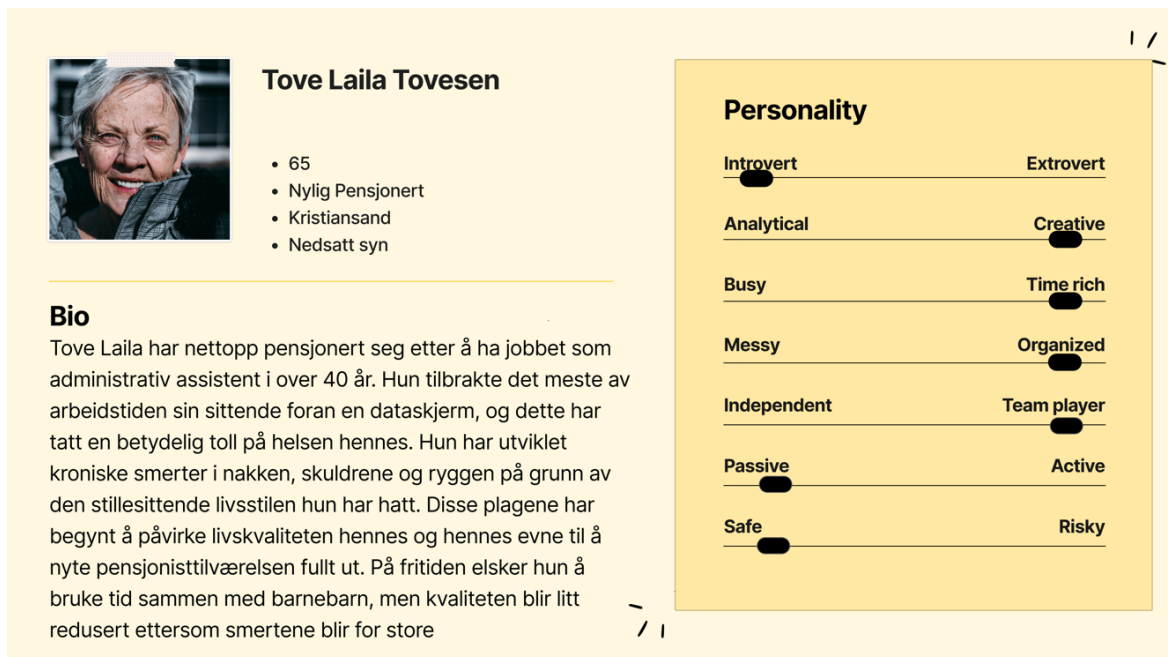 Tove Laila Tovesen
65
Nylig Pensjonert
Kristiansand
Nedsatt syn
Bio
Tove Laila har nettopp pensjonert seg etter å ha jobbet som
administrativ assistent i over 40 år. Hun tilbrakte det meste av
arbeidstiden sin sittende foran en dataskjerm, og dette har
tatt en betydelig toll på helsen hennes. Hun har utviklet
kroniske smerter i nakken, skuldrene og ryggen på grunn av
den stillesittende livsstilen hun har hatt. Disse plagene har
begynt å påvirke livskvaliteten hennes og hennes evne til å
nyte pensjonisttilværelsen fullt ut. På fritiden elsker hun å
bruke tid sammen med barnebarn, men kvaliteten blir litt
redusert ettersom smertene blir for store
Personality
Introvert Extrovert
Analytical Creative
Busy Time rich
Messy Organized
Independent Team player
Passive Active
Safe Risky